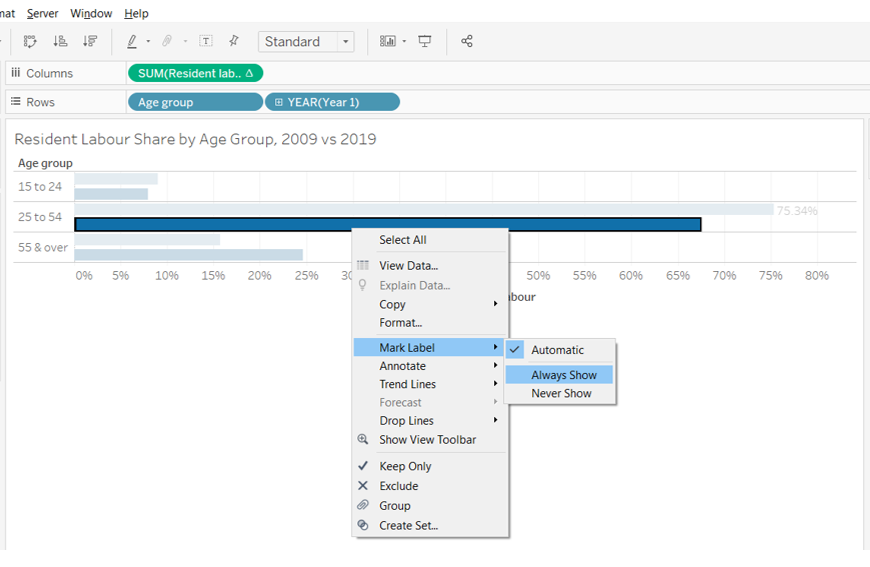 mat Server Window Help
Standard
Columns SUM(Resident lab.. Δ
Rows Age group YEAR(Year 1)
Resident Labour Share by Age Group, 2009 vs 2019
Age group
15 to 24
25 to 54 75.34%
55 & over
0% 5% 10% 15% 20% 25% 50% 55% 60% 65% 70% 75% 80%
bour
Select All
View Data...
Explain Data...
Copy
Format...
Mark Label
Annotate
Trend Lines
Forecast
Drop Lines
Show View Toolbar
Keep Only
Exclude
Group
Create Set...
Automatic
Always Show
Never Show